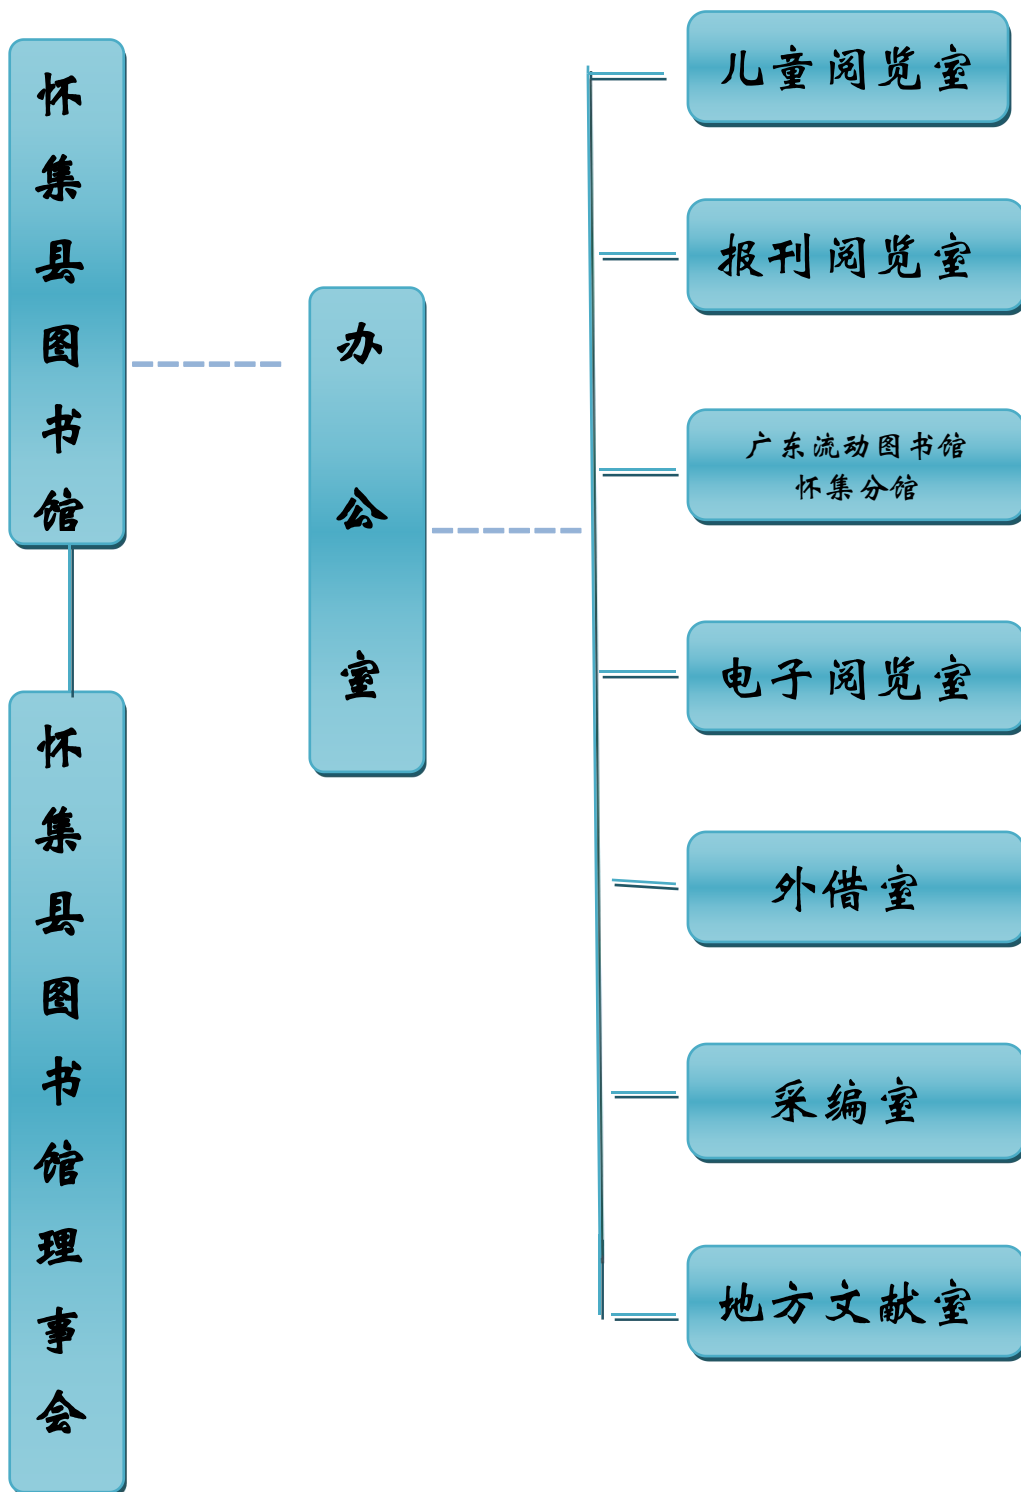 怀集县图书馆
怀集县图书馆理事会
办公室
儿童阅览室
报刊阅览室
广东流动图书馆
怀集分馆
电子阅览室
外借室
采编室
地方文献室